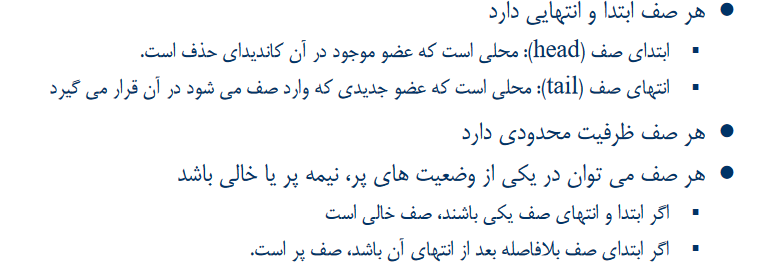 ● هر صف ابتدا و انتهایی دارد
▪ ابتدای صف (head): محلی است که عضو موجود در آن کاندیدای حذف است.
▪ انتهای صف (tail): محلی است که عضو جدیدی که وارد صف می شود در آن قرار می گیرد
● هر صف ظرفیت محدودی دارد
● هر صف می توان در یکی از وضعیت های پر، نیمه پر یا خالی باشد
▪ اگر ابتدا و انتهای صف یکی باشند، صف خالی است
▪ اگر ابتدای صف بلافاصله بعد از انتهای آن باشد، صف پر است.